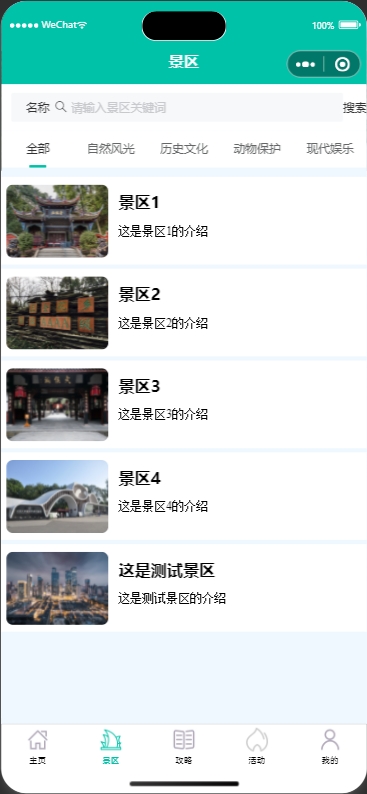 WeChat 100%
景区
名称 请输入景区关键词 搜索
全部 自然风光 历史文化 动物保护 现代娱乐
景区1
这是景区1的介绍
景区2
这是景区2的介绍
景区3
这是景区3的介绍
景区4
这是景区4的介绍
这是测试景区
这是测试景区的介绍
主页 景区 攻略 活动 我的